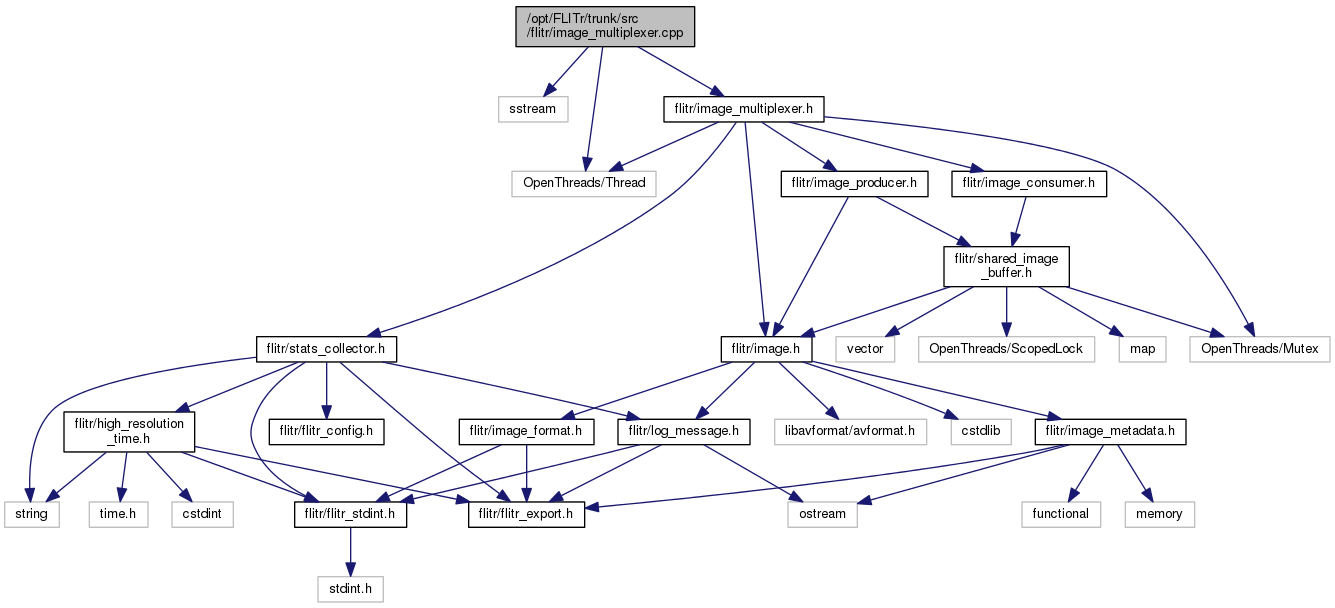 /opt/FLITr/trunk/src
/flitr/image_multiplexer.cpp
sstream
flitr/image_multiplexer.h
OpenThreads/Thread
flitr/image_producer.h
flitr/image_consumer.h
flitr/shared_image
_buffer.h
flitr/stats_collector.h
flitr/image.h
vector
OpenThreads/ScopedLock
map
OpenThreads/Mutex
flitr/high_resolution
_time.h
flitr/flitr_config.h
flitr/image_format.h
flitr/log_message.h
libavformat/avformat.h
cstdlib
flitr/image_metadata.h
string
time.h
cstdint
flitr/flitr_stdint.h
flitr/flitr_export.h
ostream
functional
memory
stdint.h